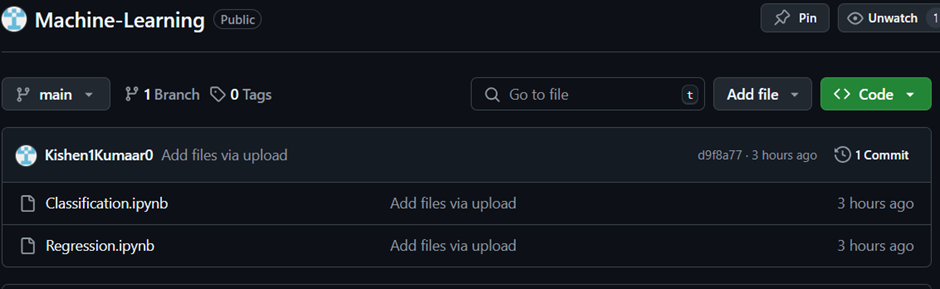 Machine-Learning Public Pin Unwatch 1
main 1 Branch 0 Tags Go to file t Add file Code
Kishen1Kumaar0 Add files via upload d9f8a77 · 3 hours ago 1 Commit
Classification.ipynb Add files via upload 3 hours ago
Regression.ipynb Add files via upload 3 hours ago